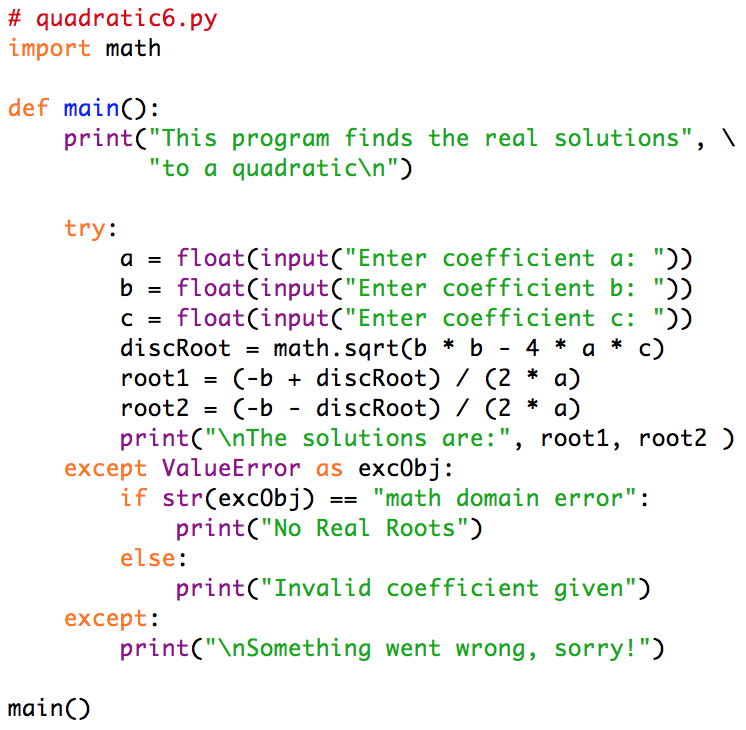 # quadratic6.py
import math

def main():
    print("This program finds the real solutions", \
          "to a quadratic\n")

    try:
        a = float(input("Enter coefficient a: "))
        b = float(input("Enter coefficient b: "))
        c = float(input("Enter coefficient c: "))
        discRoot = math.sqrt(b * b - 4 * a * c)
        root1 = (-b + discRoot) / (2 * a)
        root2 = (-b - discRoot) / (2 * a)
        print("\nThe solutions are:", root1, root2 )
    except ValueError as excObj:
        if str(excObj) == "math domain error":
            print("No Real Roots")
        else:
            print("Invalid coefficient given")
    except:
        print("\nSomething went wrong, sorry!")

main()